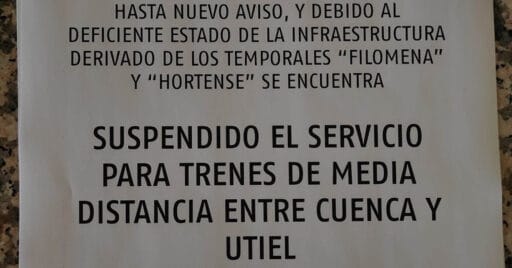 HASTA NUEVO AVISO, Y DEBIDO AL
DEFICIENTE ESTADO DE LA INFRAESTRUCTURA
DERIVADO DE LOS TEMPORALES “FILOMENA”
Y “HORTENSE” SE ENCUENTRA
SUSPENDIDO EL SERVICIO
PARA TRENES DE MEDIA
DISTANCIA ENTRE CUENCA Y
UTIEL